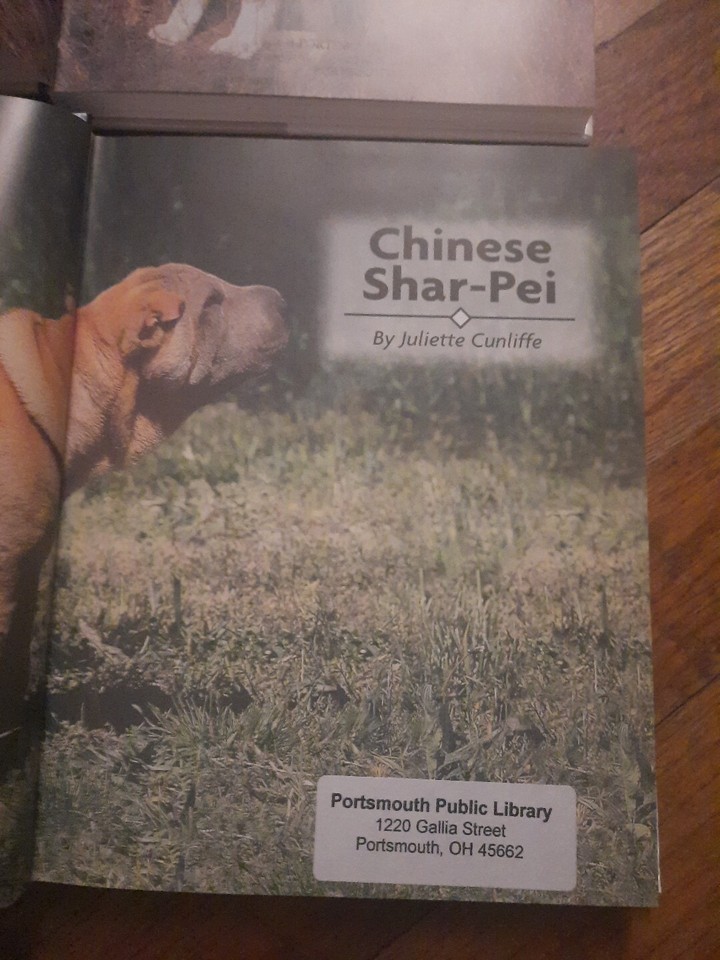 Chinese
Shar-Pei
By Juliette Cunliffe
Portsmouth Public Library
1220 Gallia Street
Portsmouth, OH 45662